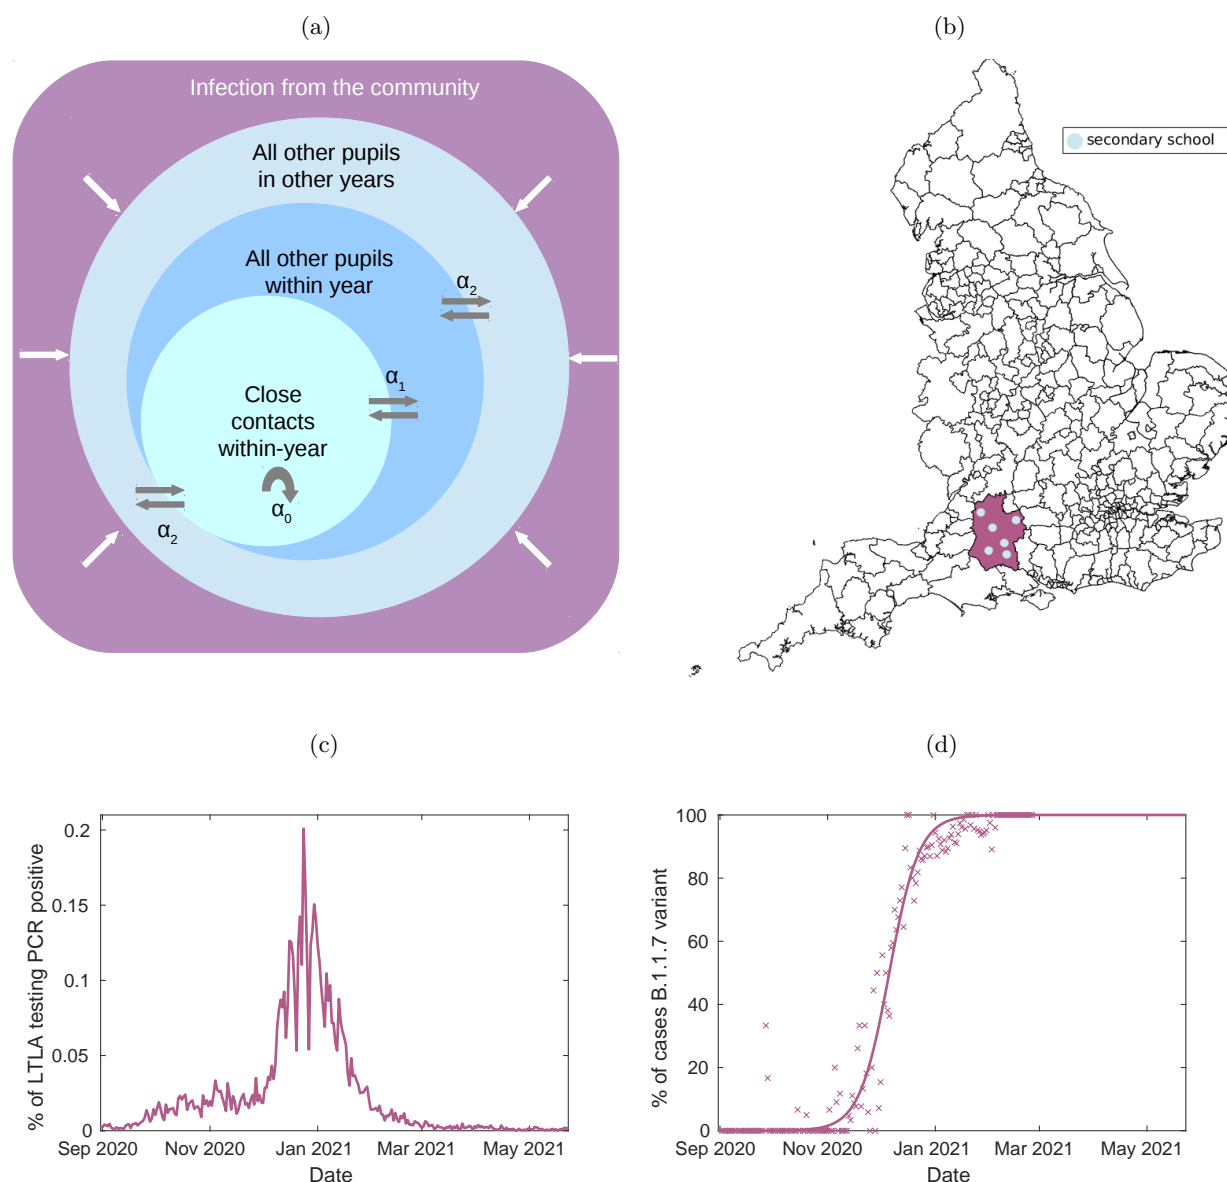 (a)
Infection from the community
All other pupils
in other years
All other pupils
within year
α2
α1
Close
contacts
within-year
α0
α2
(b)
secondary school
(c)
% of LTLA testing PCR positive
0.2
0.15
0.1
0.05
0
Sep 2020
Nov 2020
Jan 2021
Mar 2021
May 2021
Date
(d)
% of cases B.1.1.7 variant
100
80
60
40
20
0
Sep 2020
Nov 2020
Jan 2021
Mar 2021
May 2021
Date